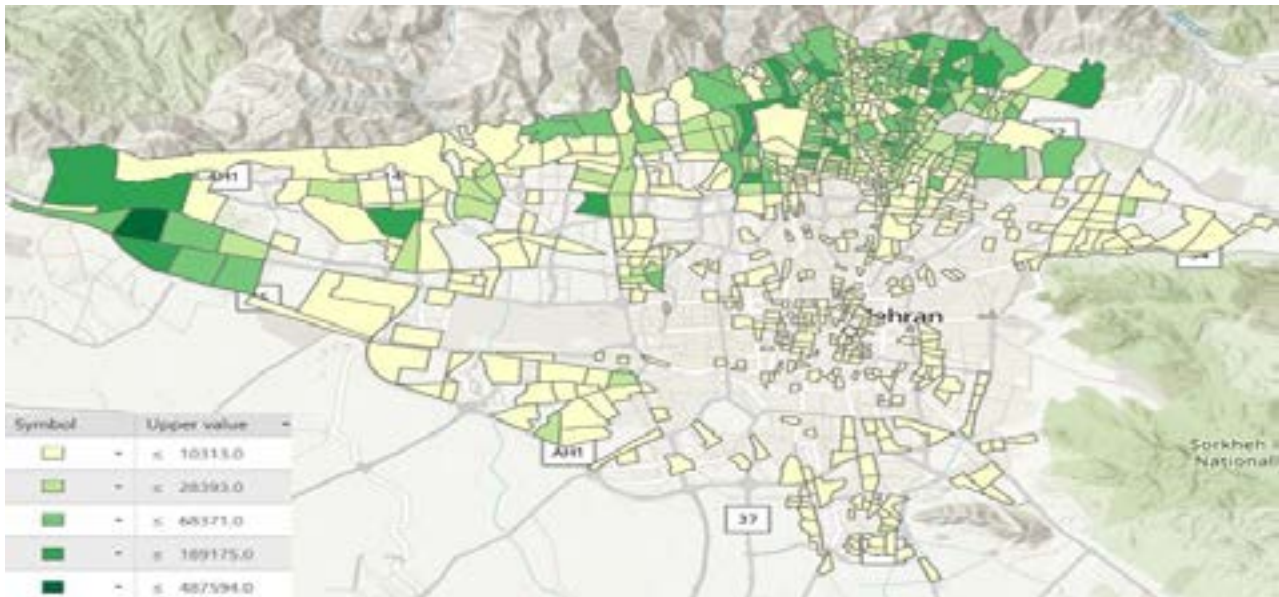 AH1
14
Tehran
Sorkheh
National
AH1
37
Symbol Upper value
≤ 10313.0
≤ 28393.0
≤ 68371.0
≤ 189175.0
≤ 487594.0